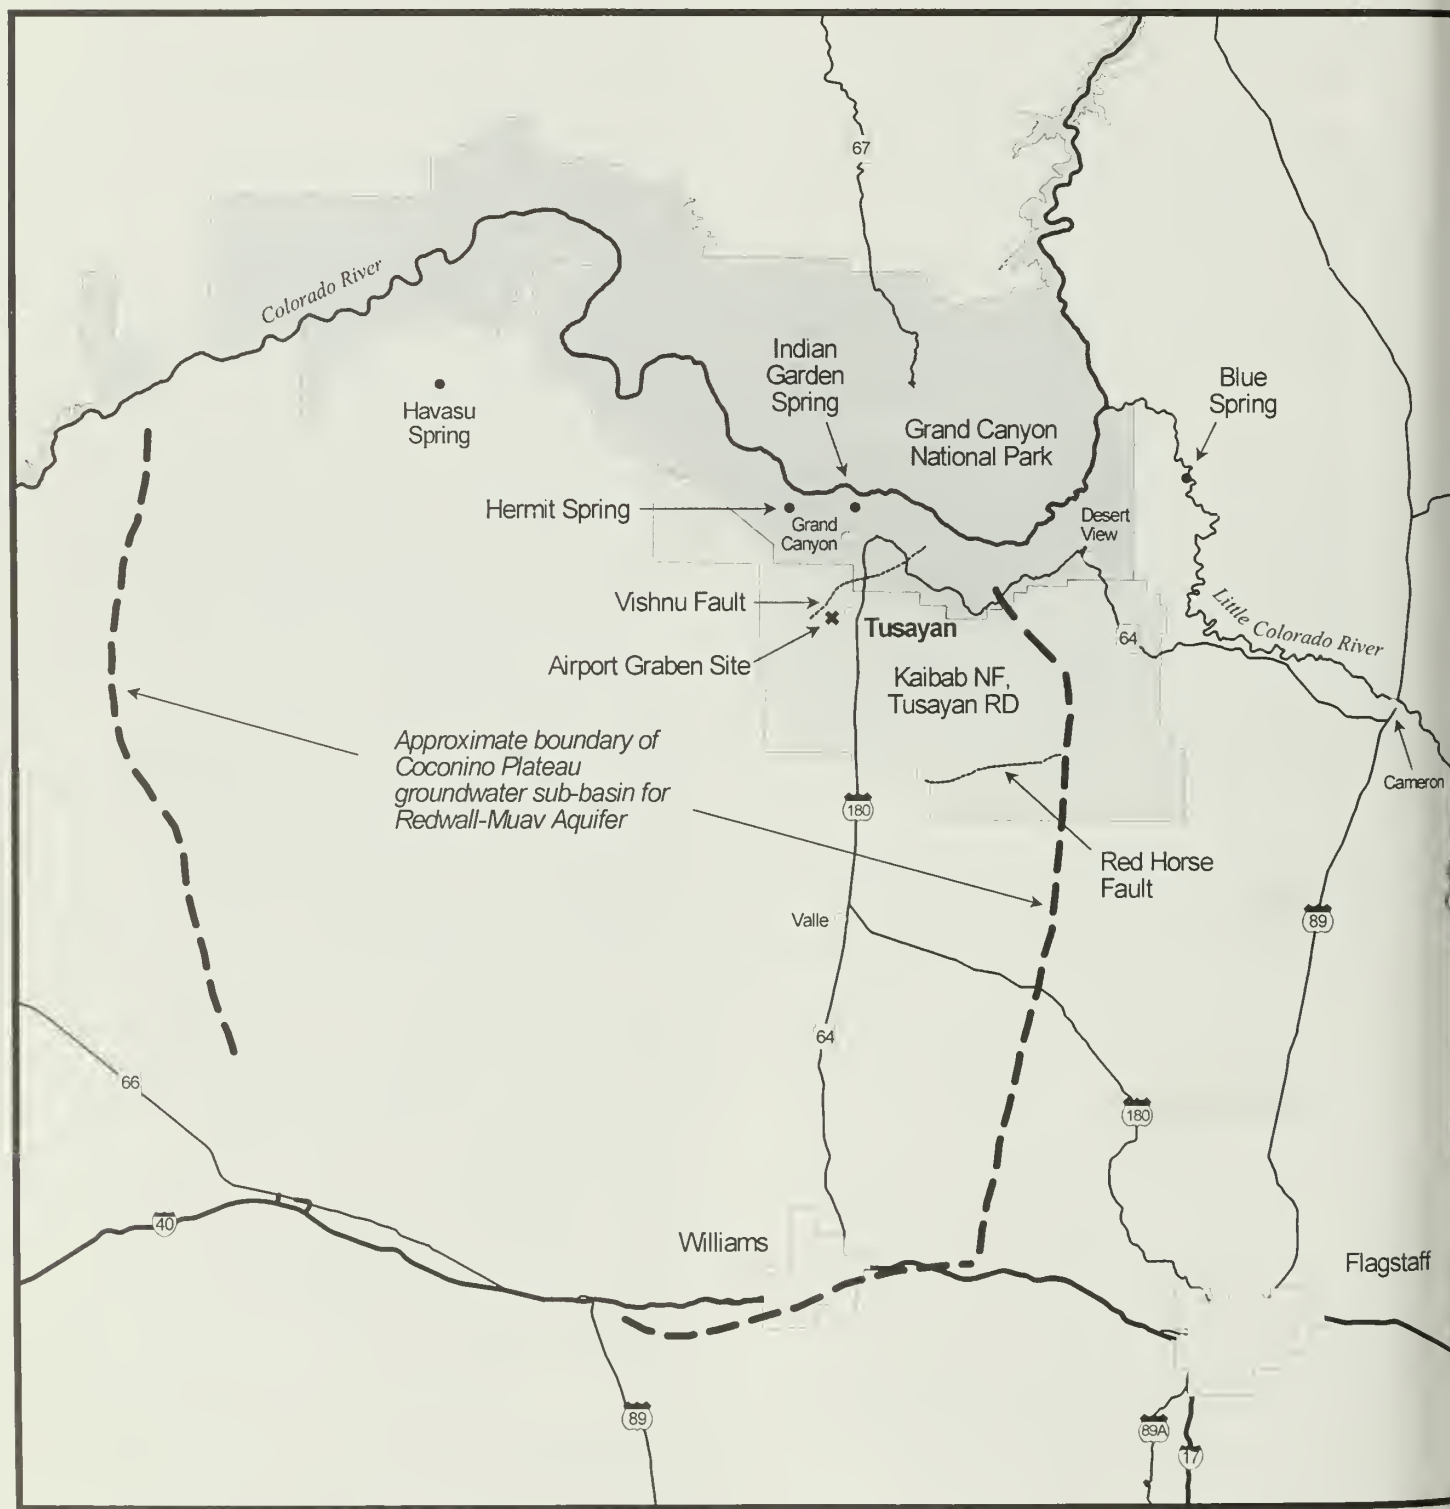 67
Colorado River
Indian
Garden
Spring
Blue
Spring
Havasu
Spring
Grand Canyon
National Park
Hermit Spring
Grand
Canyon
Desert
View
Vishnu Fault
Little Colorado River
Tusayan
64
Airport Graben Site
Kaibab NF,
Tusayan RD
Approximate boundary of
Coconino Plateau
groundwater sub-basin for
Redwall-Muav Aquifer
Cameron
180
Red Horse
Fault
Valle
89
64
66
180
40
Williams
Flagstaff
89
89A
17